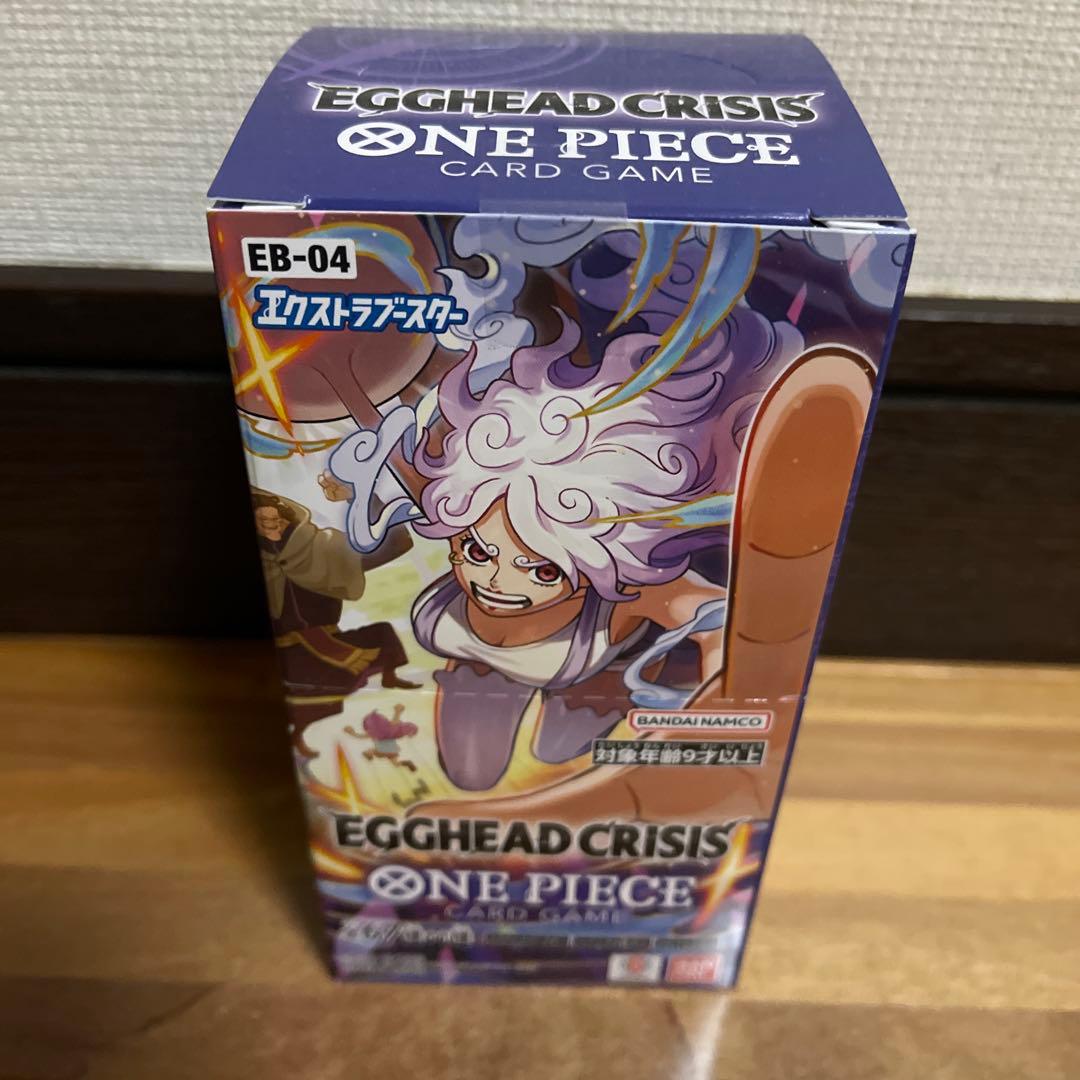 EGGHEAD CRISIS
ONE PIECE
CARD GAME
EB-04
エクストラブースター
BANDAI NAMCO
対象年齢9才以上
EGGHEAD CRISIS
ONE PIECE
CARD GAME